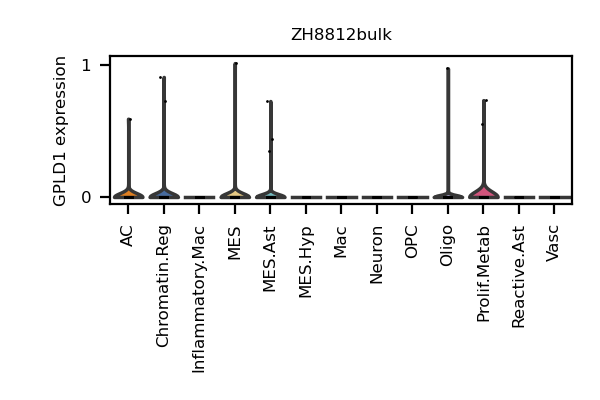 ZH8812bulk
GPLD1 expression
1
0
AC
Chromatin.Reg
Inflammatory.Mac
MES
MES.Ast
MES.Hyp
Mac
Neuron
OPC
Oligo
Prolif.Metab
Reactive.Ast
Vasc